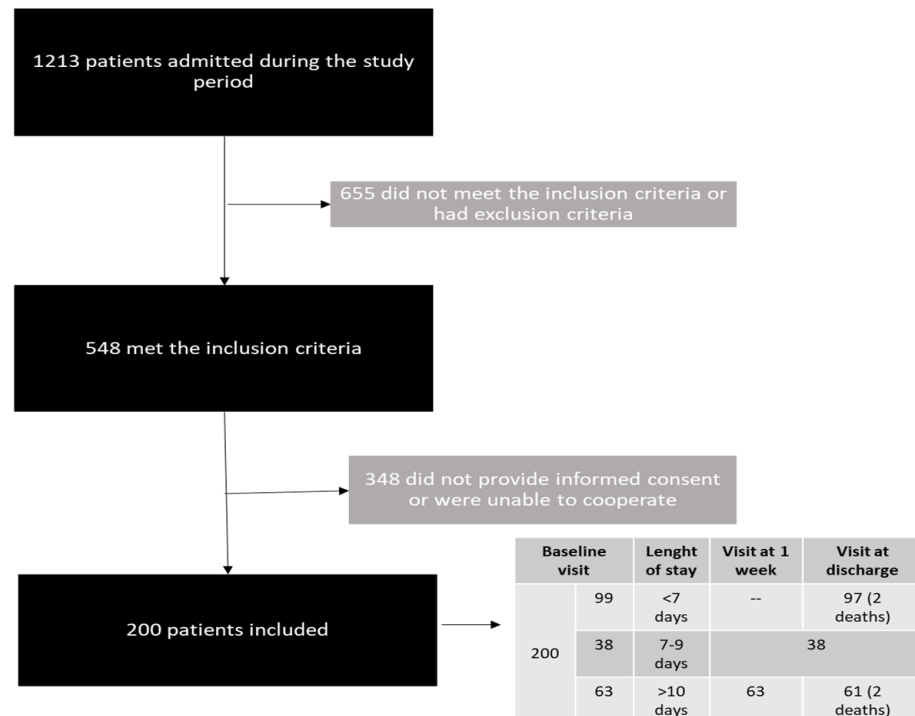 1213 patients admitted during the study
period
655 did not meet the inclusion criteria or
had exclusion criteria
548 met the inclusion criteria
348 did not provide informed consent
or were unable to cooperate
200 patients included
Baseline visit Lenght of stay Visit at 1 week Visit at discharge
200 99 <7 days -- 97 (2 deaths)
38 7-9 days 38
63 >10 days 63 61 (2 deaths)